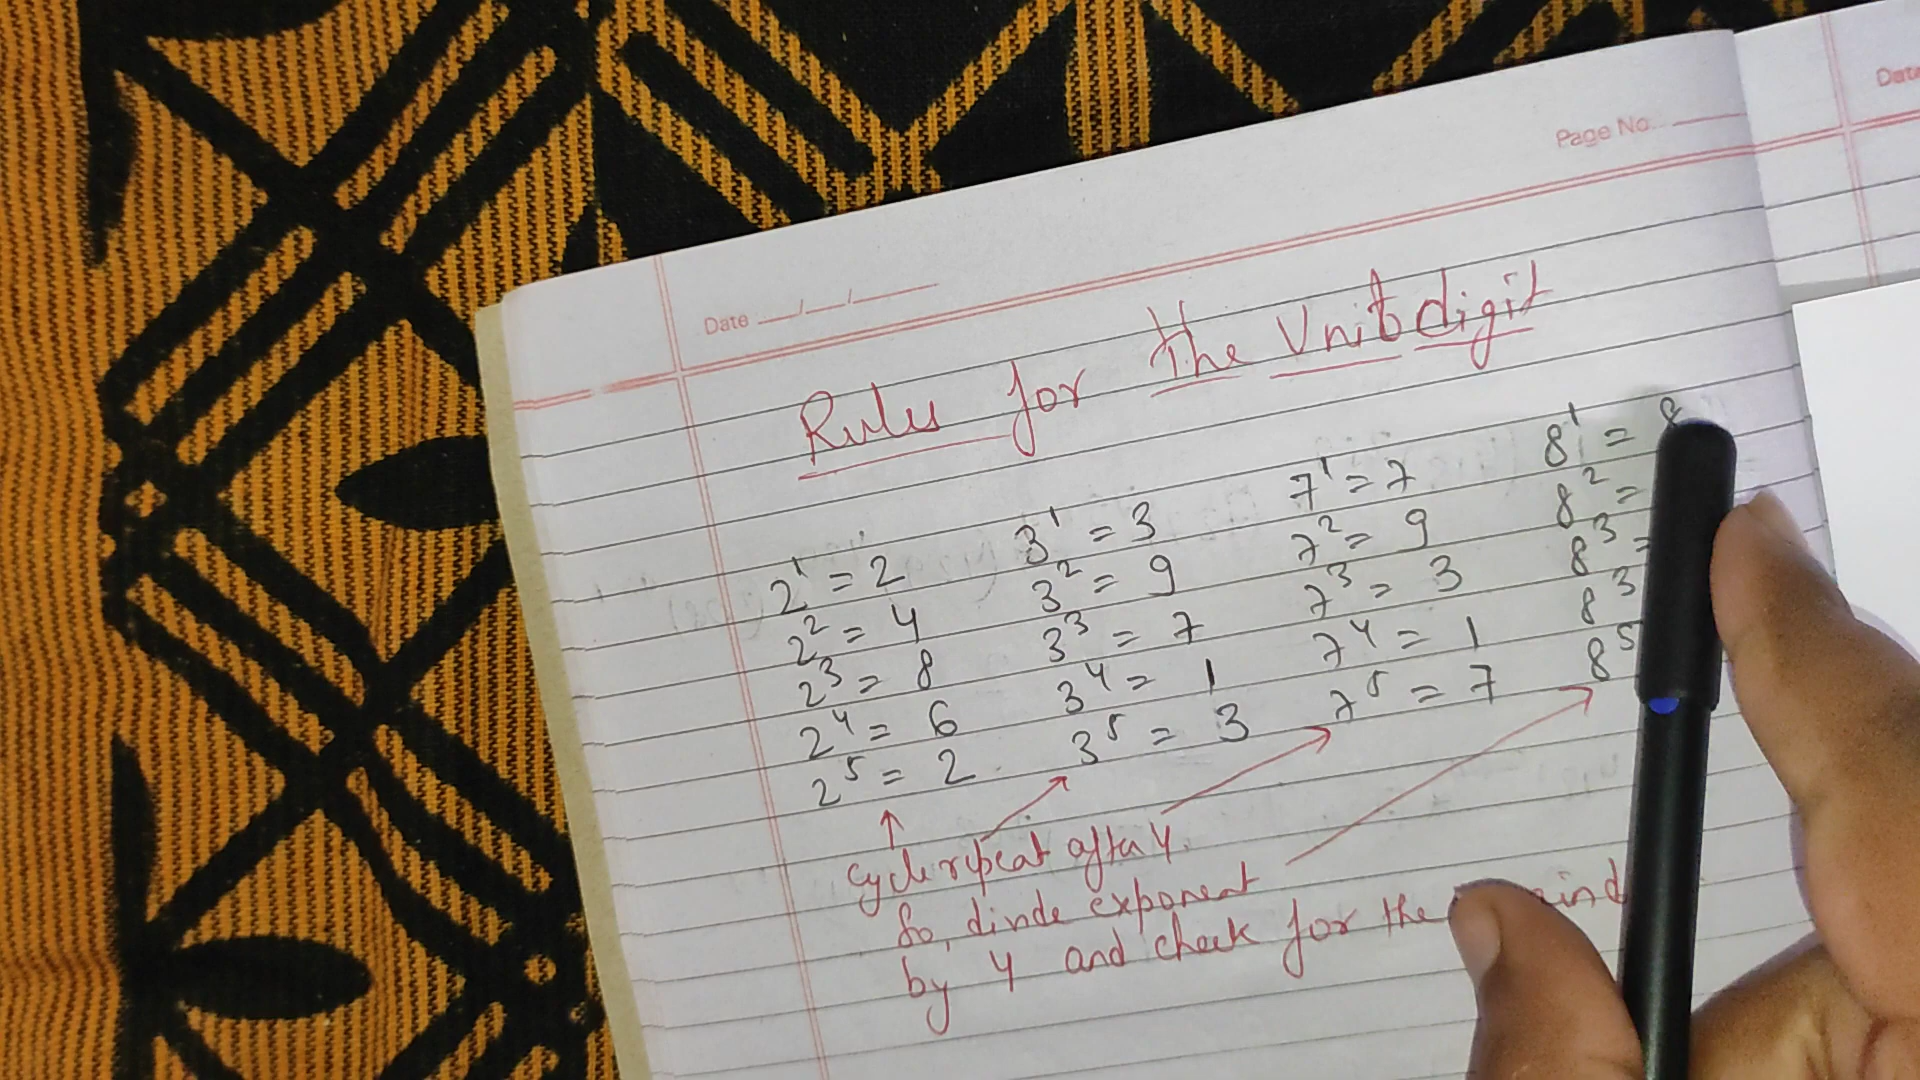 Page No.
Date
Date
Rules for the Unit digit
2¹ = 2 3¹ = 3 7¹ = 7 8¹ = 8
2² = 4 3² = 9 7² = 9 8² =
2³ = 8 3³ = 7 7³ = 3 8³ =
2⁴ = 6 3⁴ = 1 7⁴ = 1 8³
2⁵ = 2 3⁵ = 3 7⁵ = 7 8⁵
Cycle repeat after 4.
So, divide exponent
by 4 and check for the